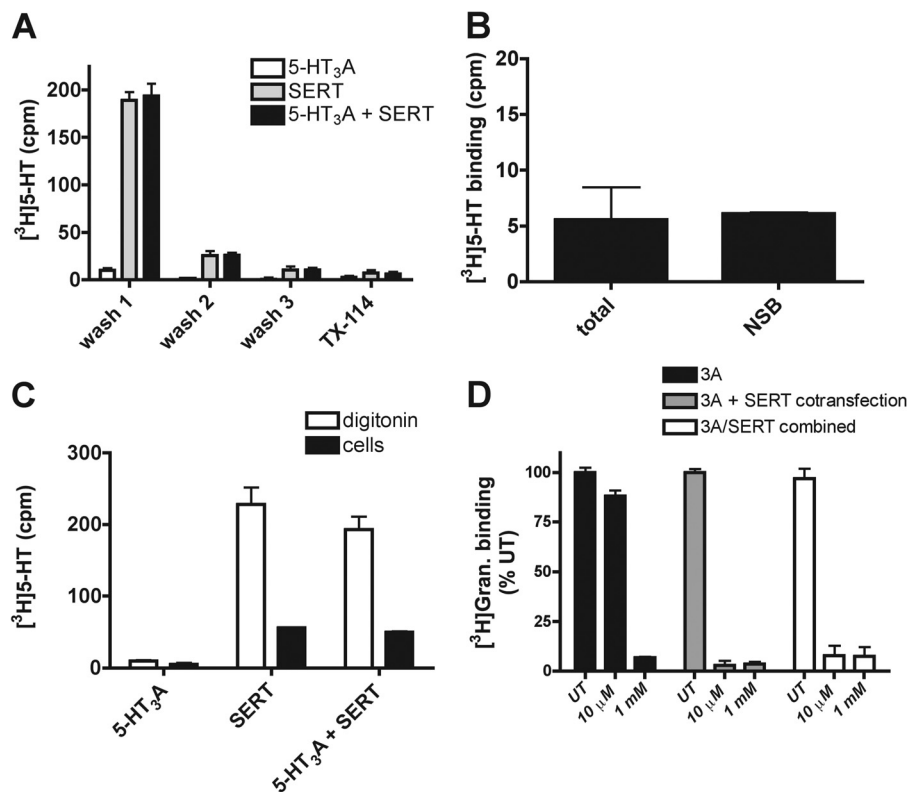 A
[³H]5-HT (cpm)
200
150
100
50
0
5-HT₃A
SERT
5-HT₃A + SERT
wash 1
wash 2
wash 3
TX-114
B
[³H]5-HT binding (cpm)
20
15
10
5
0
total
NSB
C
[³H]5-HT (cpm)
300
200
100
0
digitonin
cells
5-HT₃A
SERT
5-HT₃A + SERT
D
3A
3A + SERT cotransfection
3A/SERT combined
[³H]Gran. binding
(% UT)
100
75
50
25
0
UT
10 µM
1 mM
UT
10 µM
1 mM
UT
10 µM
1 mM